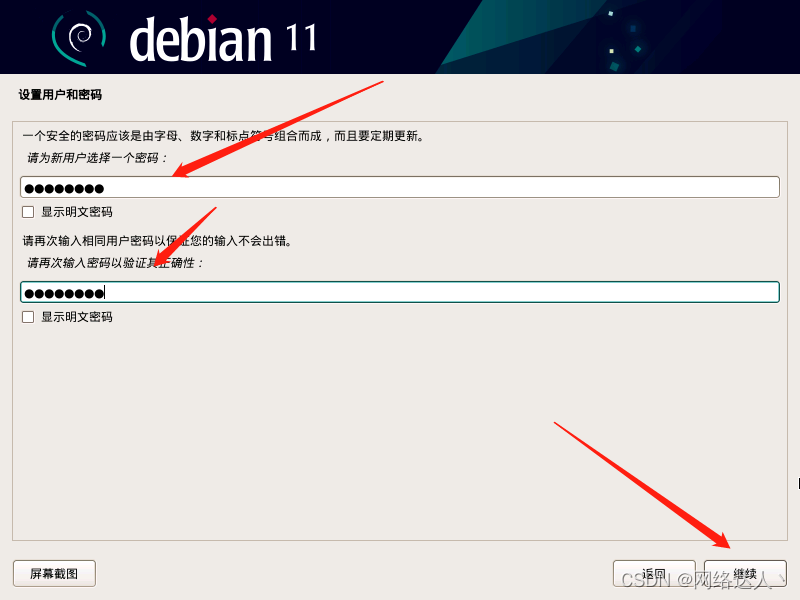 debian 11
设置用户和密码
一个安全的密码应该是由字母、数字和标点符号组合而成，而且要定期更新。
请为新用户选择一个密码：
显示明文密码
请再次输入相同用户密码以保证您的输入不会出错。
请再次输入密码以验证其正确性：
显示明文密码
屏幕截图
返回
继续
CSDN @网络达人